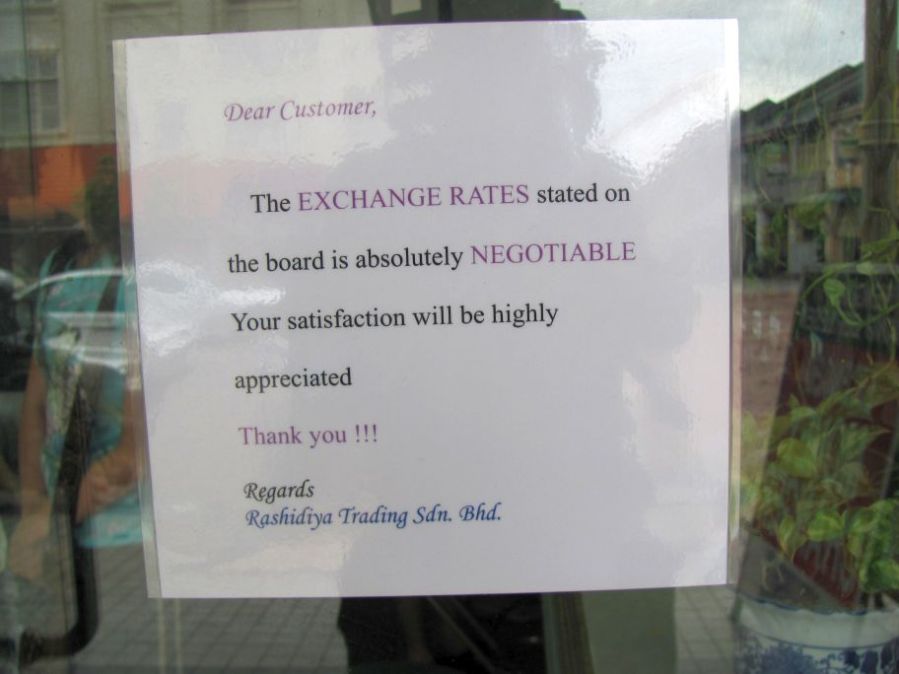 Dear Customer,
The EXCHANGE RATES stated on
the board is absolutely NEGOTIABLE
Your satisfaction will be highly
appreciated
Thank you !!!
Regards
Rashidiya Trading Sdn. Bhd.